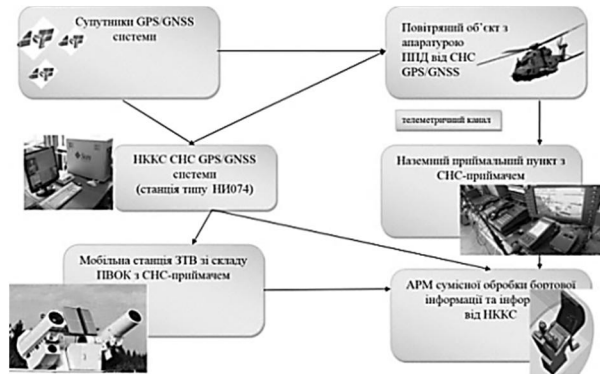 Супутники GPS/GNSS
системи
Повітряний об’єкт з
апаратурою
ППД від СНС
GPS/GNSS
телеметричний канал
НККС СНС GPS/GNSS
системи
(станція типу НИ074)
Наземний приймальний пункт з
СНС-приймачем
Мобільна станція ЗТВ зі складу
ПВОК з СНС-приймачем
АРМ сумісної обробки бортової
інформації та інфор
від НККС